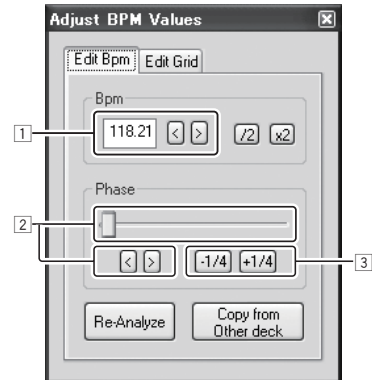 Adjust BPM Values
Edit Bpm Edit Grid
Bpm
1 118.21 < > /2 x2
Phase
2
< > -1/4 +1/4 3
Re-Analyze Copy from
Other deck